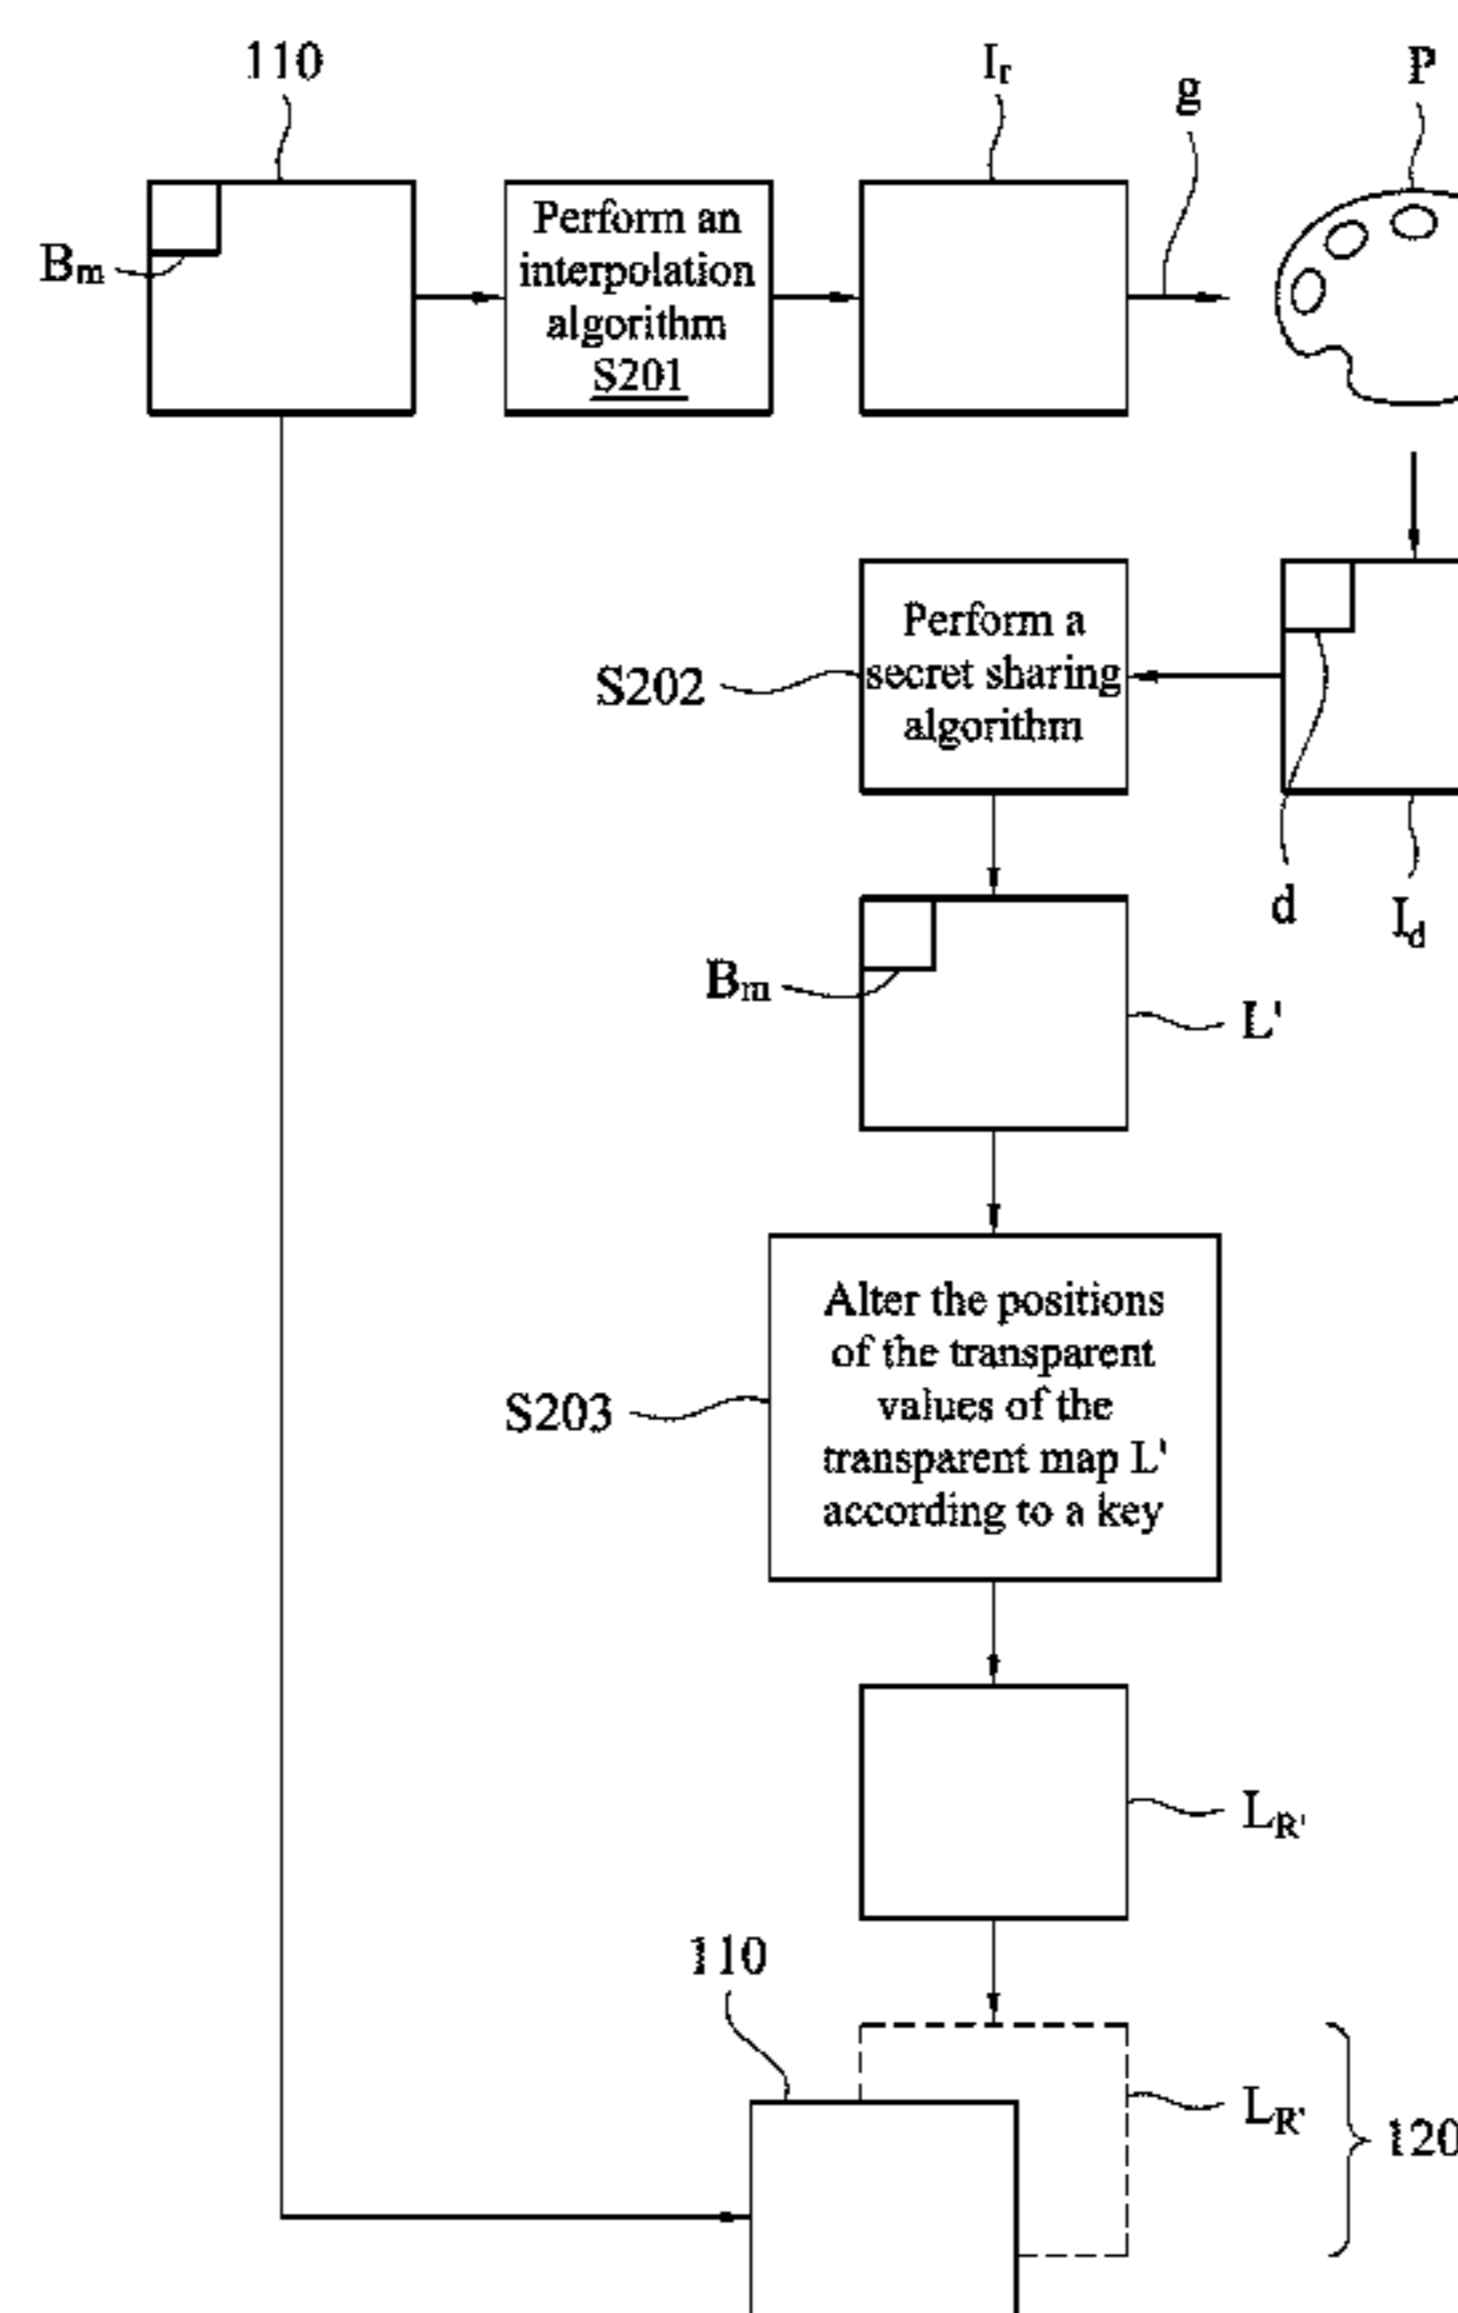 110
Ir
g
P
Bm
Perform an
interpolation
algorithm
S201
S202
Perform a
secret sharing
algorithm
d
Id
Bm
L'
S203
Alter the positions
of the transparent
values of the
transparent map L'
according to a key
LR'
110
LR'
120